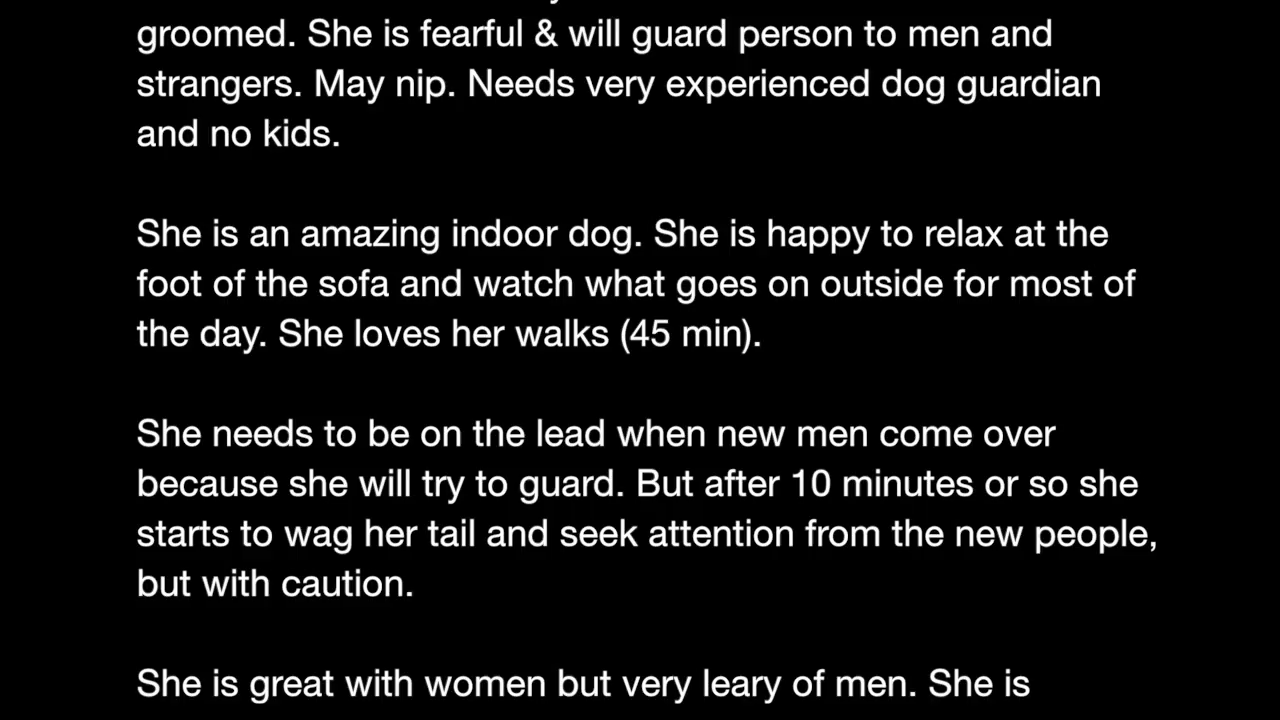 groomed. She is fearful & will guard person to men and
strangers. May nip. Needs very experienced dog guardian
and no kids.
She is an amazing indoor dog. She is happy to relax at the
foot of the sofa and watch what goes on outside for most of
the day. She loves her walks (45 min).
She needs to be on the lead when new men come over
because she will try to guard. But after 10 minutes or so she
starts to wag her tail and seek attention from the new people,
but with caution.
She is great with women but very leary of men. She is